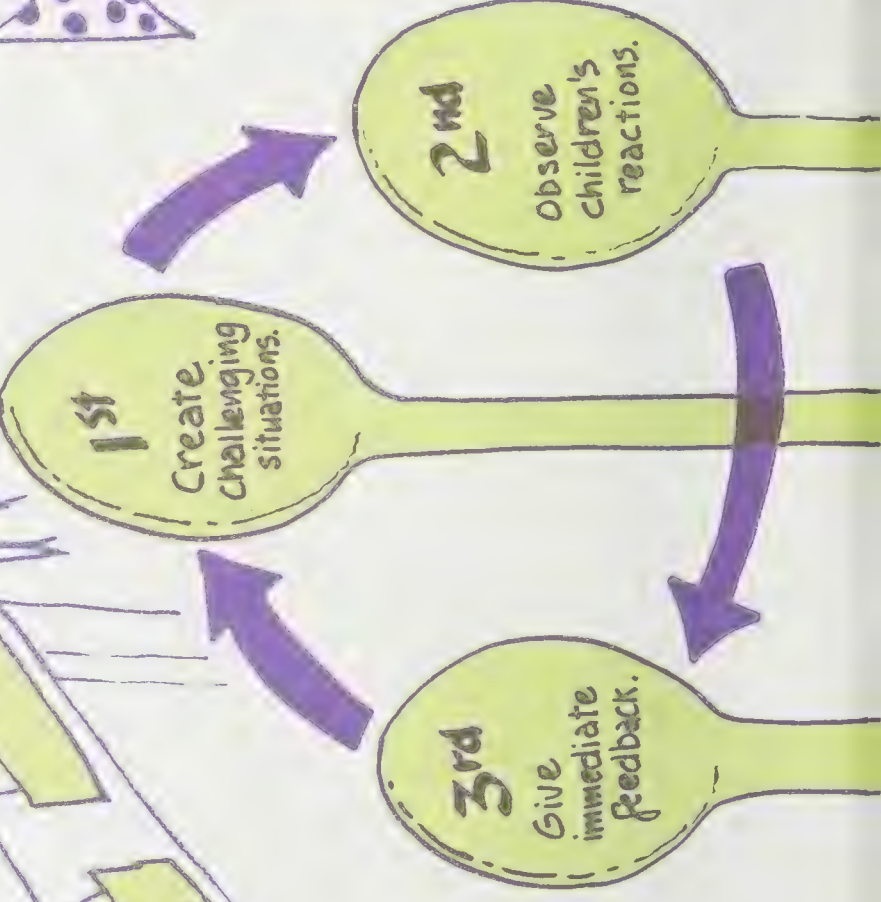 1st
Create
challenging
situations.
2nd
Observe
children's
reactions.
3rd
Give
immediate
feedback.